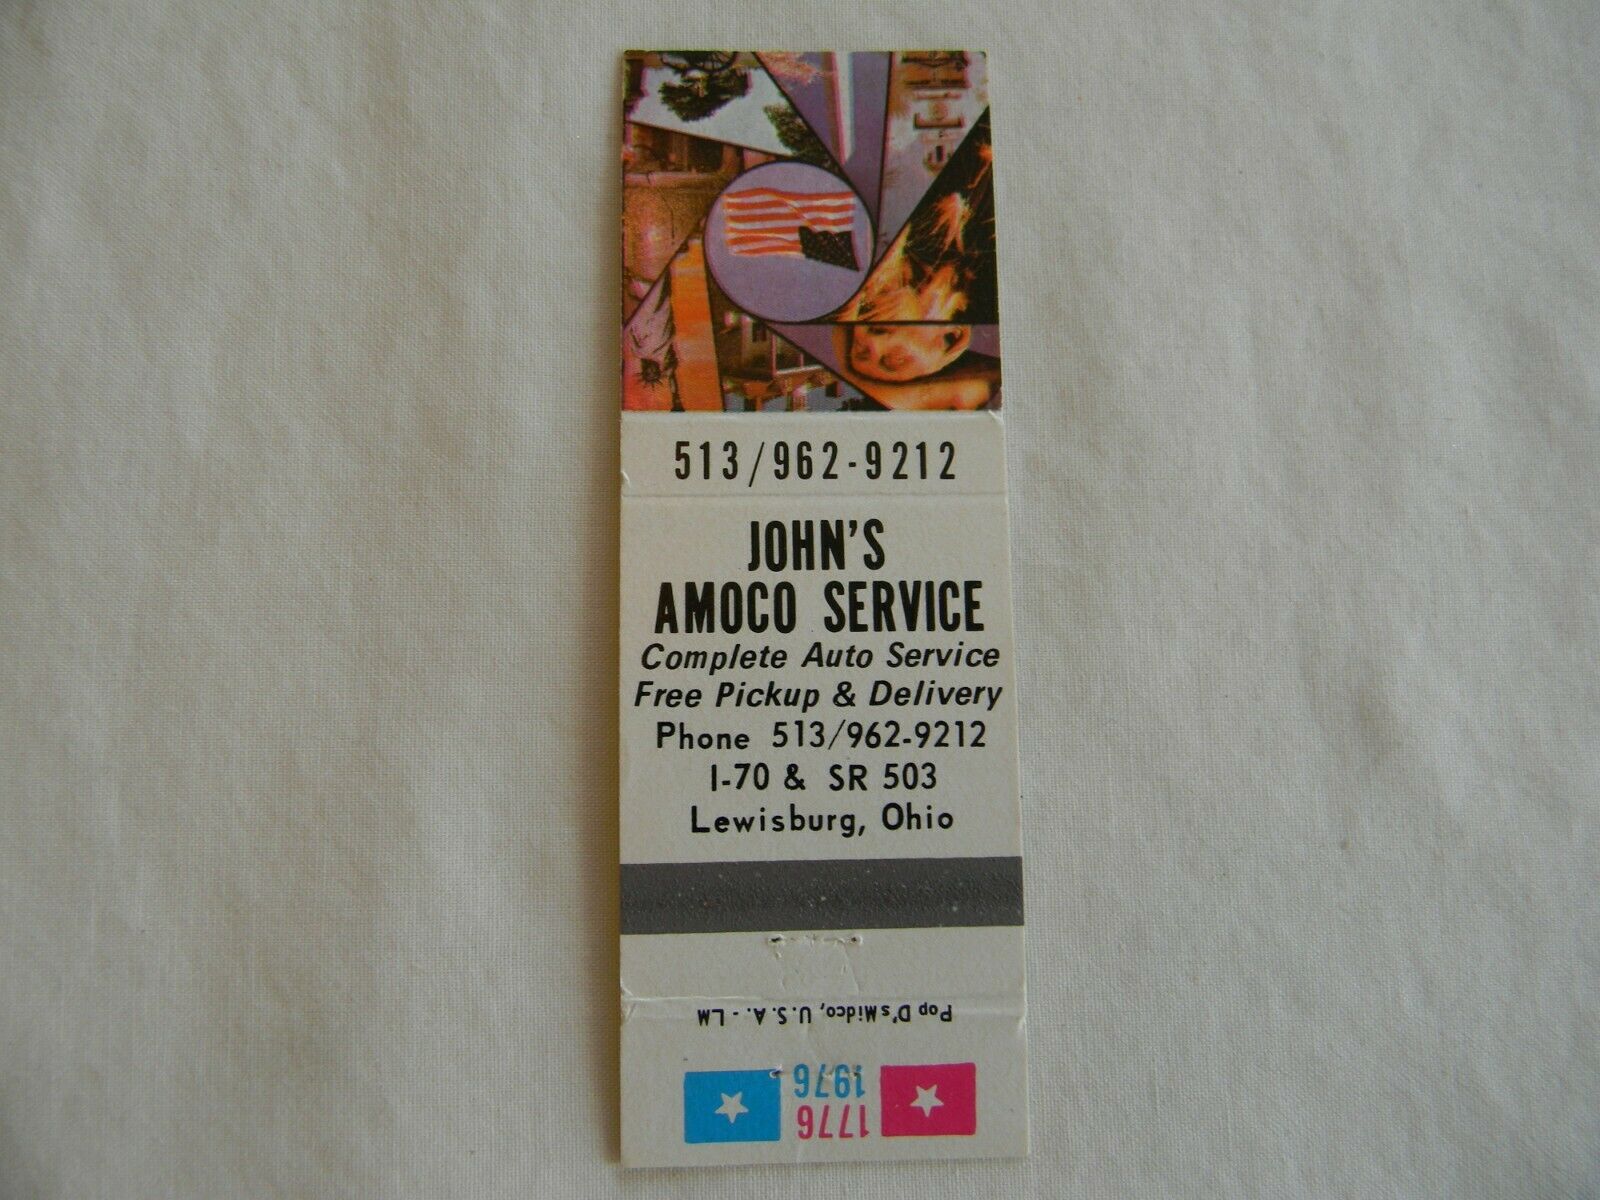 513/962-9212
JOHN'S
AMOCO SERVICE
Complete Auto Service
Free Pickup & Delivery
Phone 513/962-9212
I-70 & SR 503
Lewisburg, Ohio
Pop D's Midco, U.S.A. - LM
1776
1976